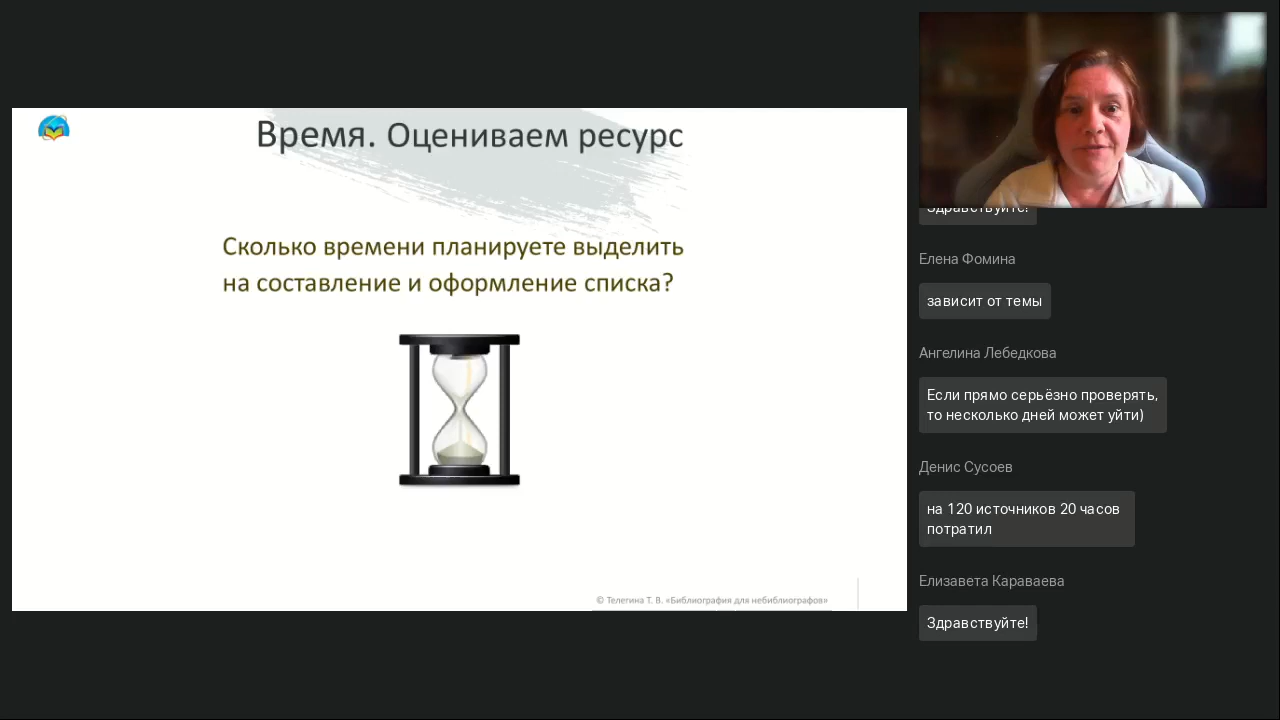 Время. Оцениваем ресурс
Сколько времени планируете выделить
на составление и оформление списка?
© Телегина Т. В. «Библиография для небиблиографов»
Здравствуйте!
Елена Фомина
зависит от темы
Ангелина Лебедкова
Если прямо серьёзно проверять,
то несколько дней может уйти)
Денис Сусоев
на 120 источников 20 часов
потратил
Елизавета Караваева
Здравствуйте!